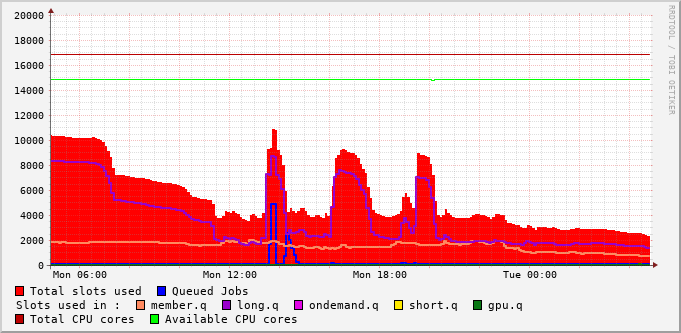 20000
18000
16000
14000
12000
10000
8000
6000
4000
2000
0
Mon 06:00 Mon 12:00 Mon 18:00 Tue 00:00
RRDTOOL / TOBI OETIKER
Total slots used Queued Jobs
Slots used in : member.q long.q ondemand.q short.q gpu.q
Total CPU cores Available CPU cores